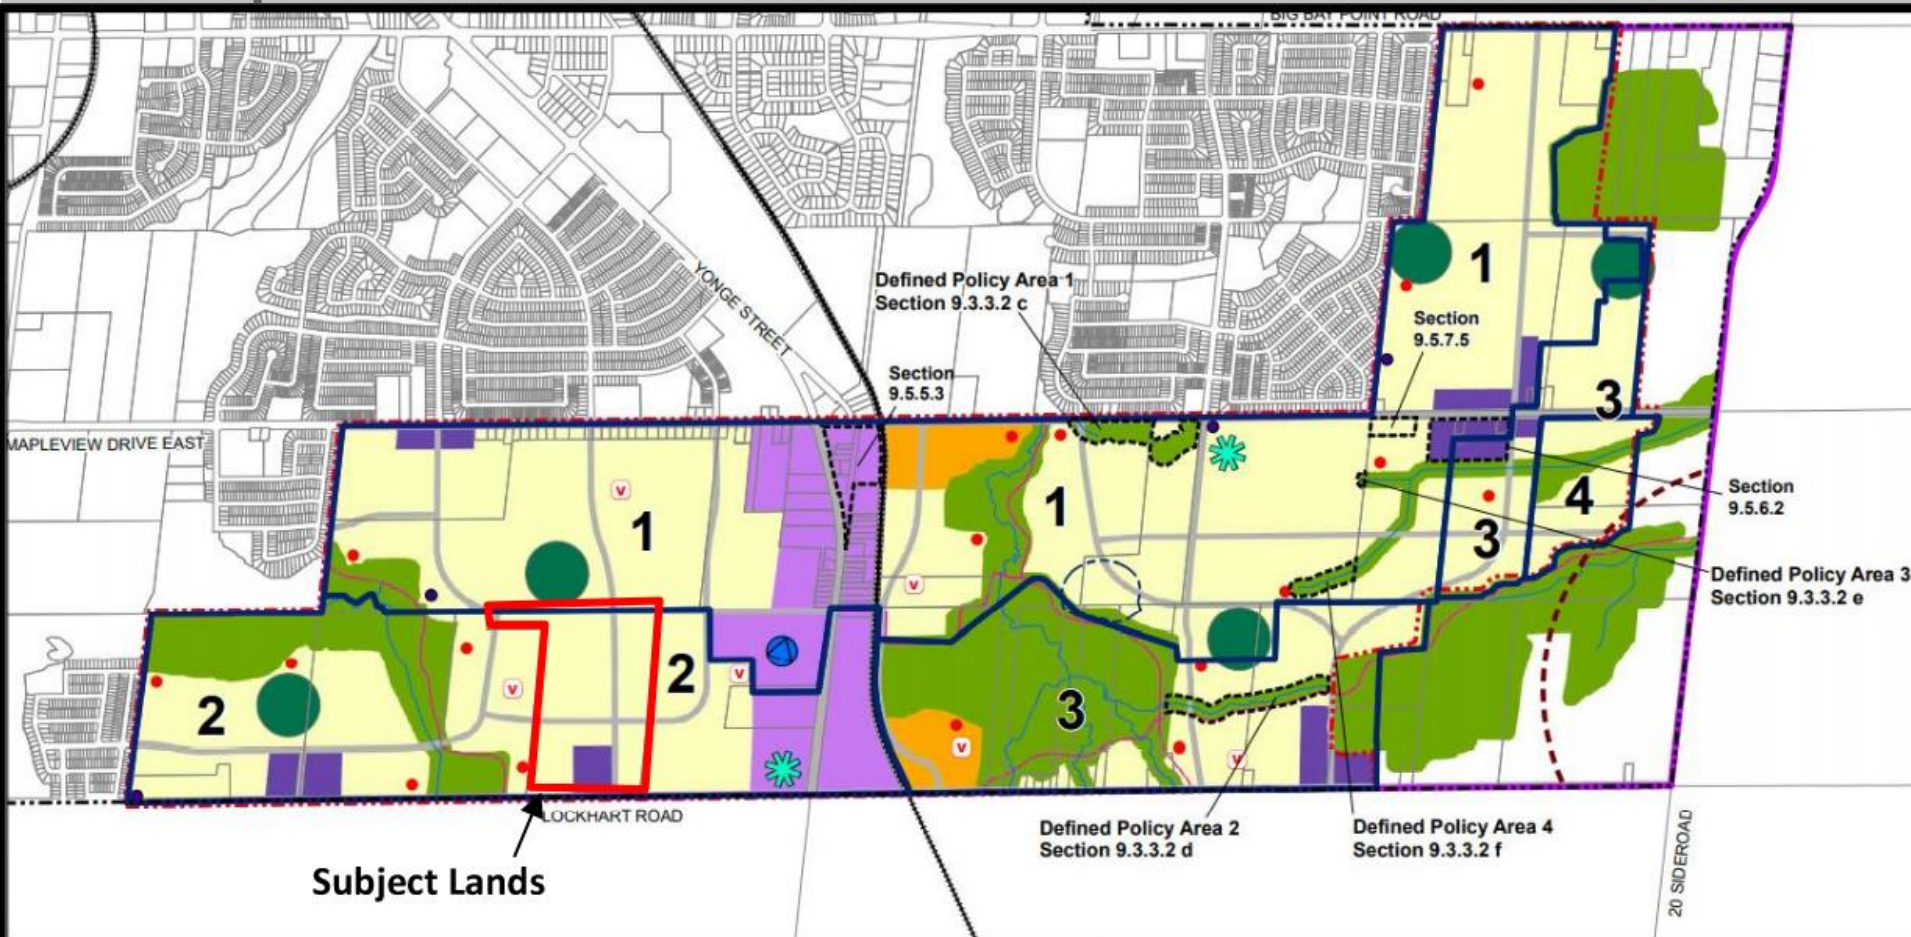 BIG BAY POINT ROAD
YONGE STREET
Defined Policy Area 1
Section 9.3.3.2 c
1
Section
9.5.7.5
Section
9.5.5.3
3
MAPLEVIEW DRIVE EAST
v
1
1
4
Section
9.5.6.2
3
v
Defined Policy Area 3
Section 9.3.3.2 e
2
v
v
2
3
v
v
LOCKHART ROAD
Defined Policy Area 2
Section 9.3.3.2 d
Defined Policy Area 4
Section 9.3.3.2 f
20 SIDEROAD
Subject Lands